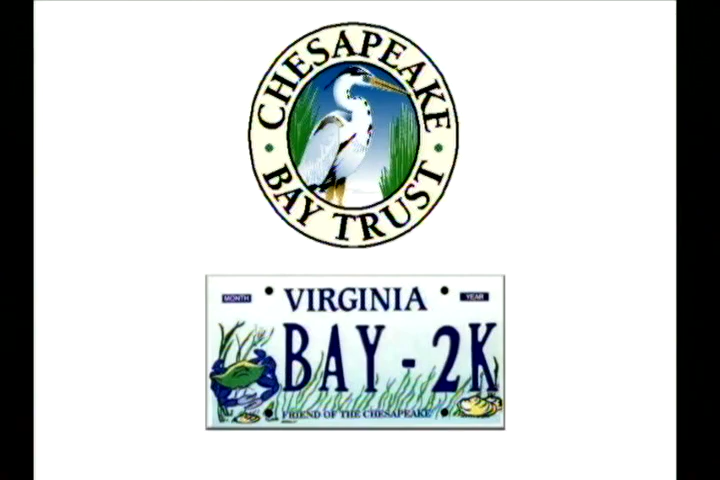 CHESAPEAKE
BAY TRUST
MONTH
VIRGINIA
YEAR
BAY - 2K
FRIEND OF THE CHESAPEAKE